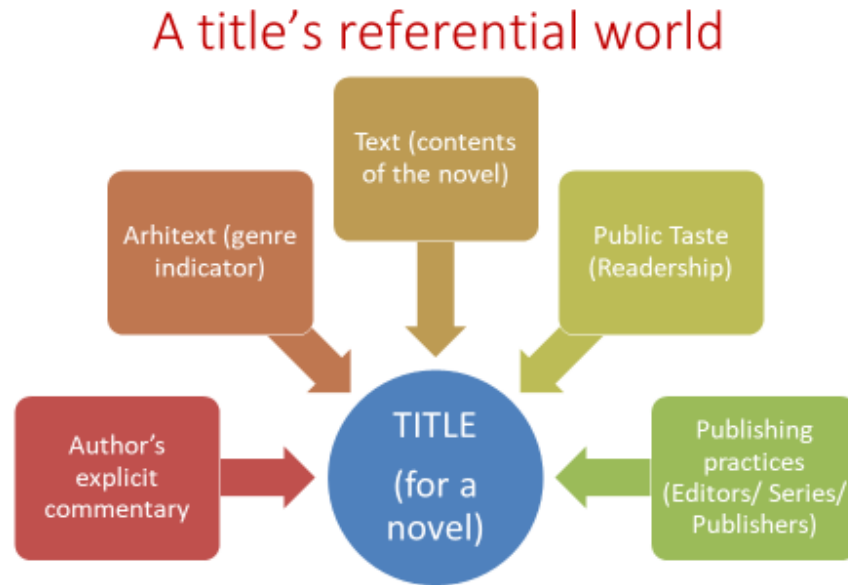 A title’s referential world
Text (contents
of the novel)
Arhitext (genre
indicator)
Public Taste
(Readership)
Author’s
explicit
commentary
TITLE
(for a
novel)
Publishing
practices
(Editors/ Series/
Publishers)